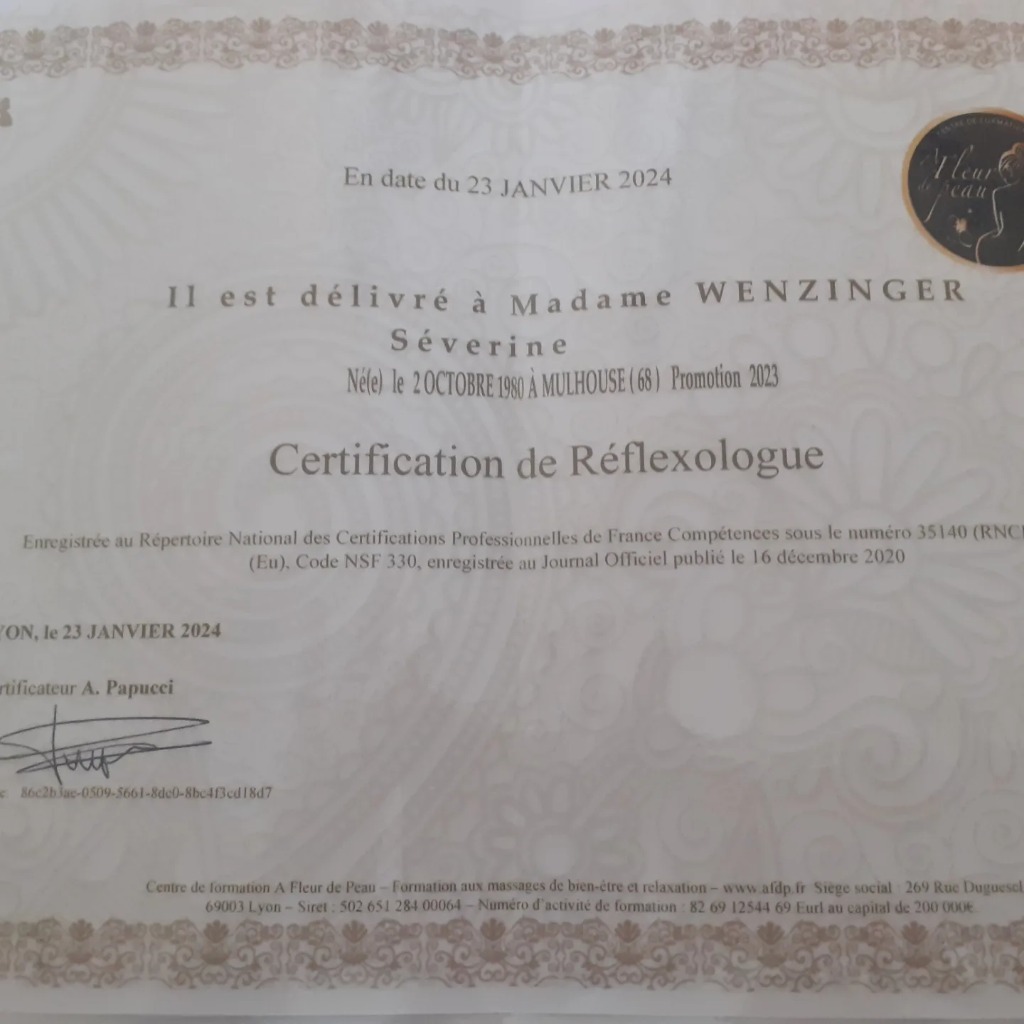 En date du 23 JANVIER 2024
A Fleur
de peau
Il est délivré à Madame WENZINGER
Séverine
Né(e) le 2 OCTOBRE 1980 À MULHOUSE ( 68 ) Promotion 2023
Certification de Réflexologue
Enregistrée au Répertoire National des Certifications Professionnelles de France Compétences sous le numéro 35140 (RNC
(Eu), Code NSF 330, enregistrée au Journal Officiel publié le 16 décembre 2020
YON, le 23 JANVIER 2024
rtificateur A. Papucci
86c2b3ac-0509-5661-8dc0-8bc4f3cd18d7
Centre de formation A Fleur de Peau – Formation aux massages de bien-être et relaxation – www.afdp.fr Siège social : 269 Rue Duguescl
69003 Lyon – Siret : 502 651 284 00064 – Numéro d'activité de formation : 82 69 12544 69 Eurl au capital de 200 000€